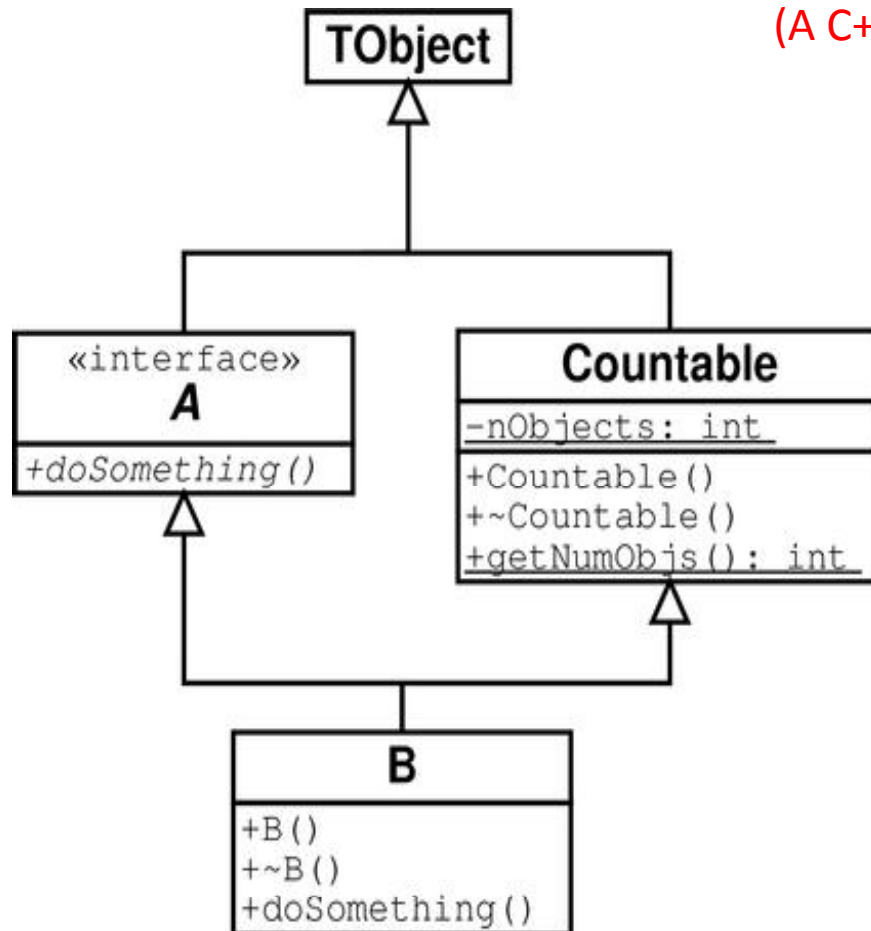 (A C+
TObject
«interface»
A
+doSomething()
Countable
-nObjects: int
+Countable()
+~Countable()
+getNumObjs(): int
B
+B()
+~B()
+doSomething()